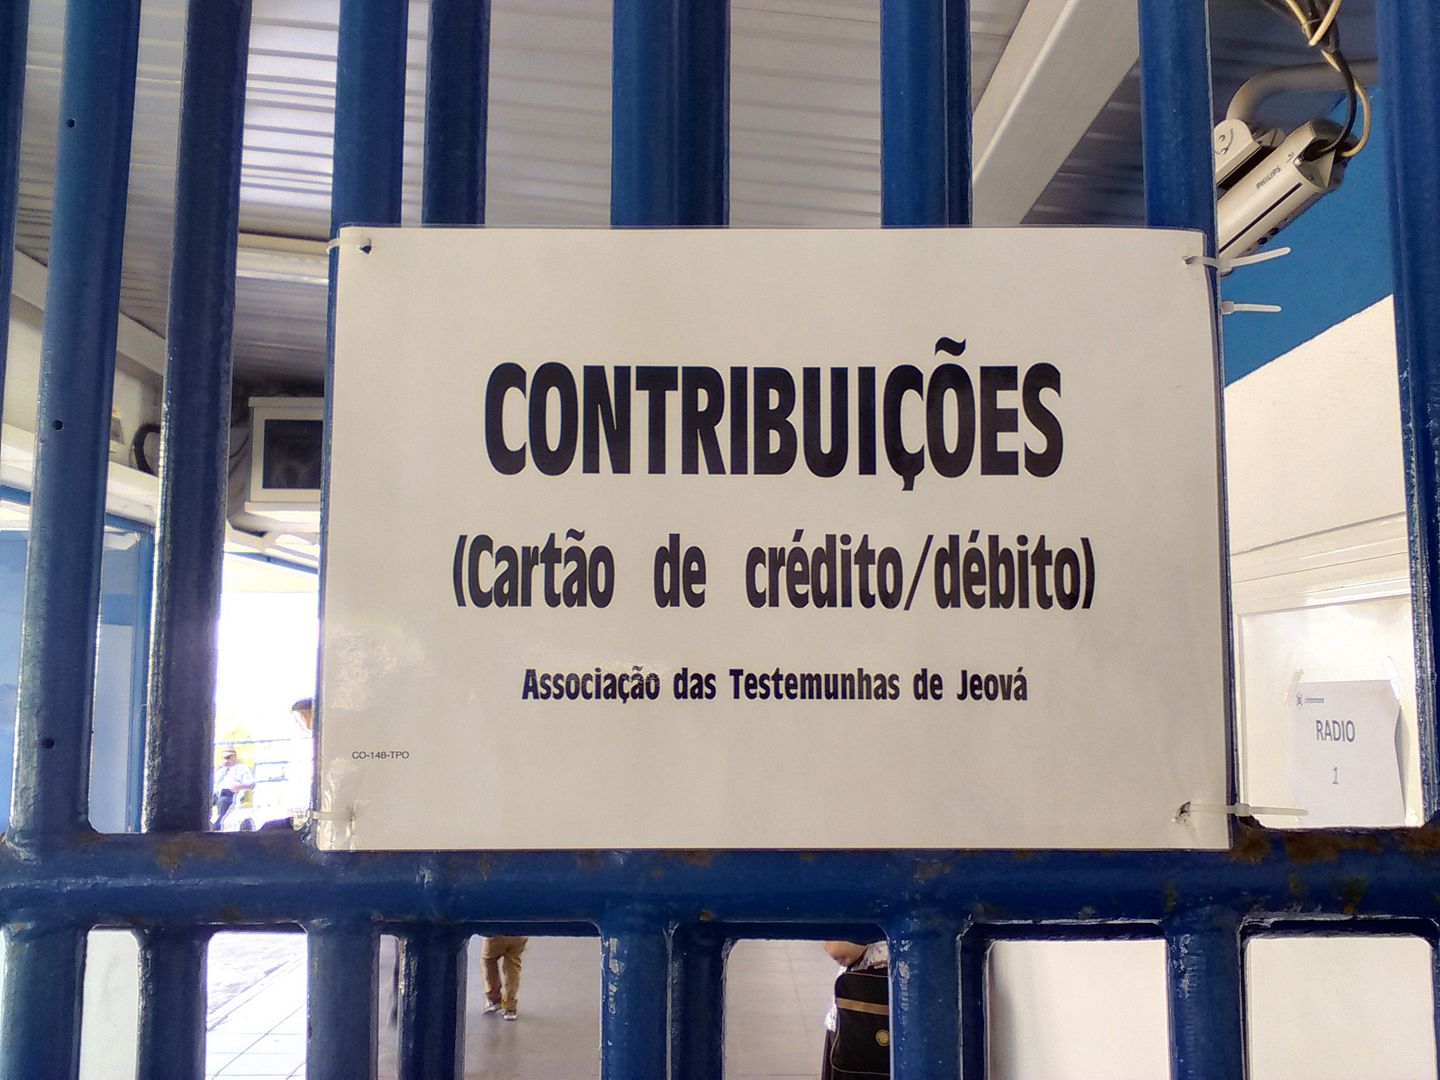 PHILIPS
CONTRIBUIÇÕES
(Cartão de crédito/débito)
Associação das Testemunhas de Jeová
CO-148-TPO
RADIO
1